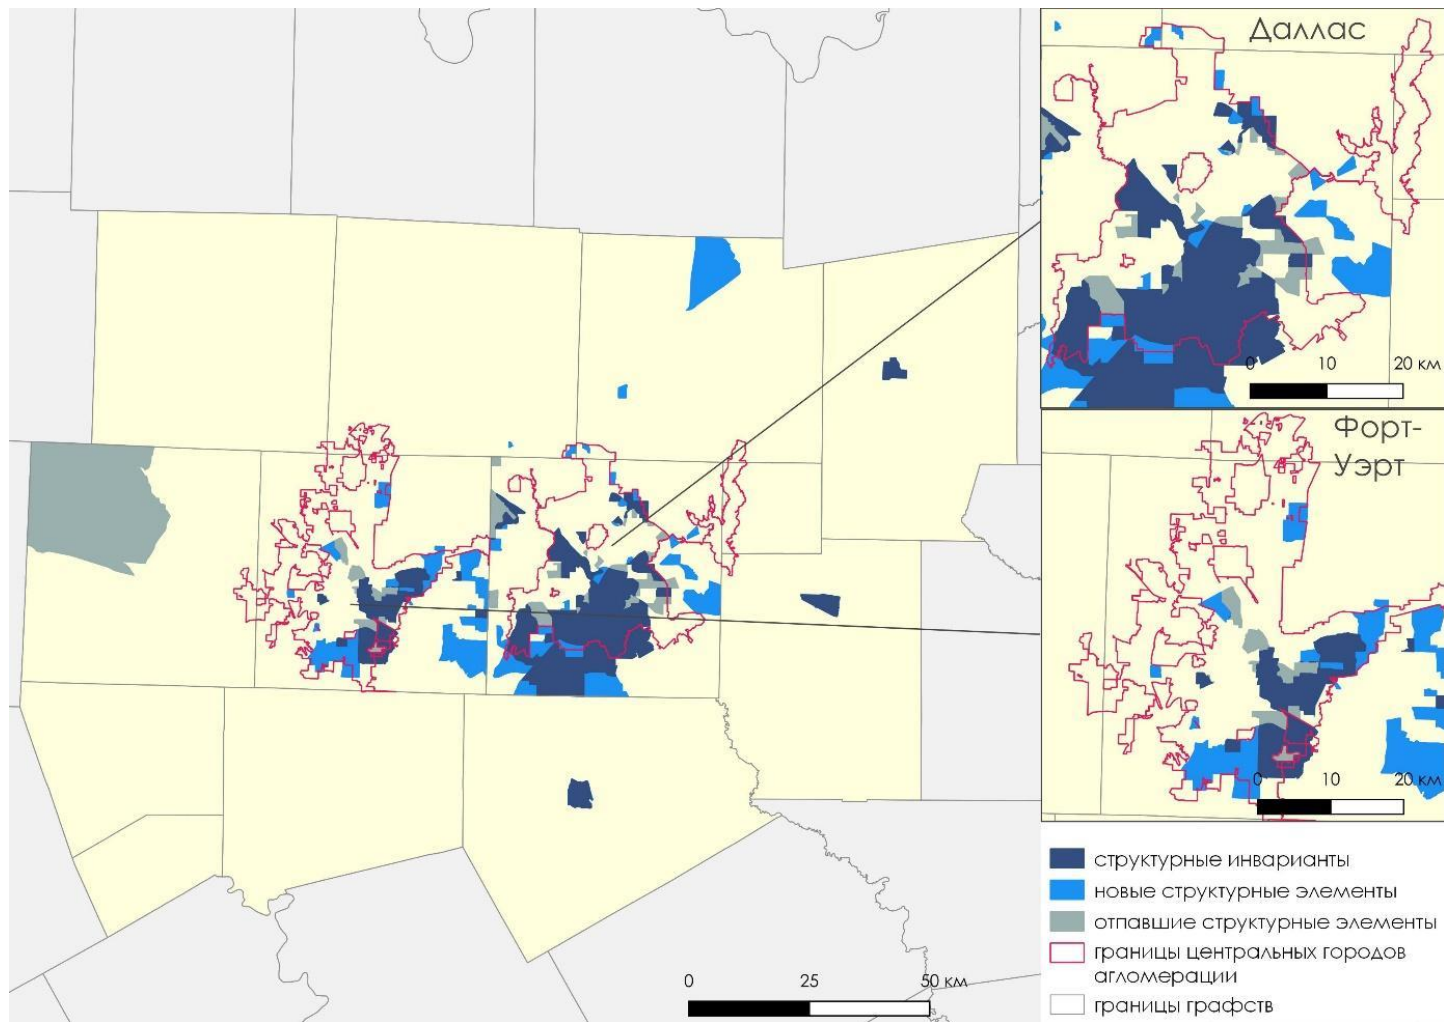 Даллас
0 10 20 км
Форт-
Уэрт
0 10 20 км
структурные инварианты
новые структурные элементы
отпавшие структурные элементы
границы центральных городов
агломерации
границы графств
0 25 50 км